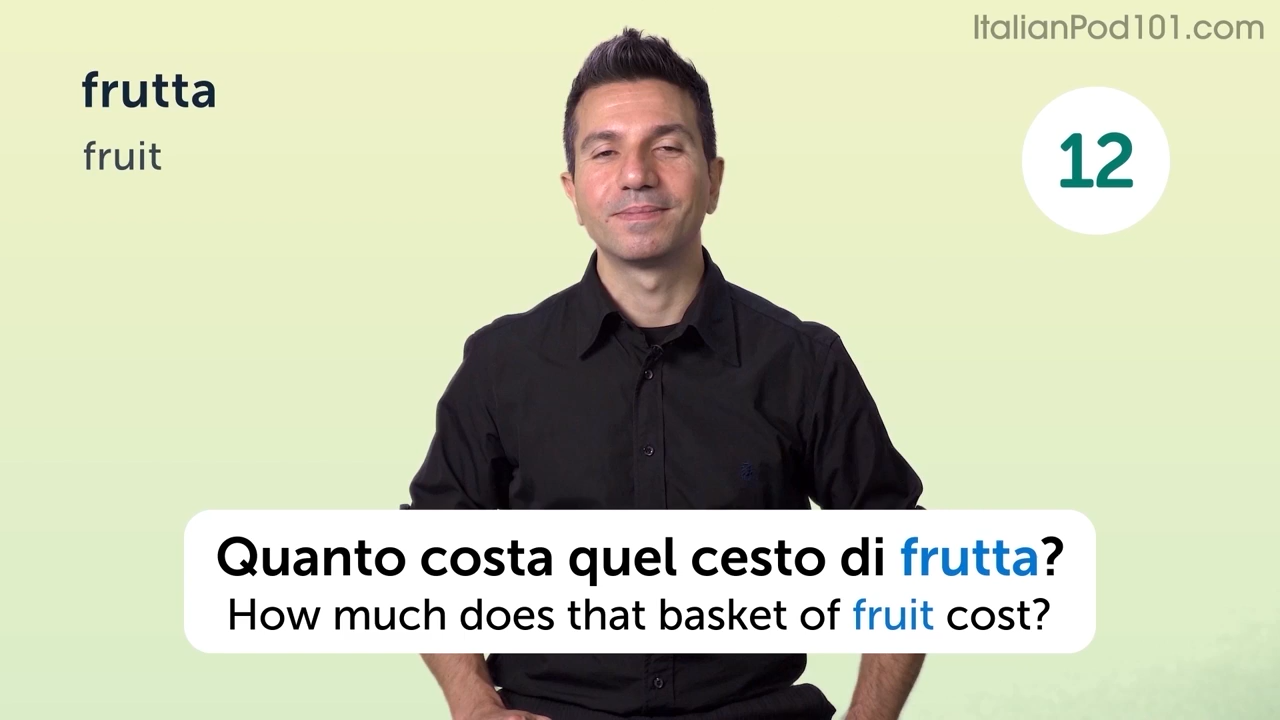 ItalianPod101.com
frutta
fruit
12
Quanto costa quel cesto di frutta?
How much does that basket of fruit cost?